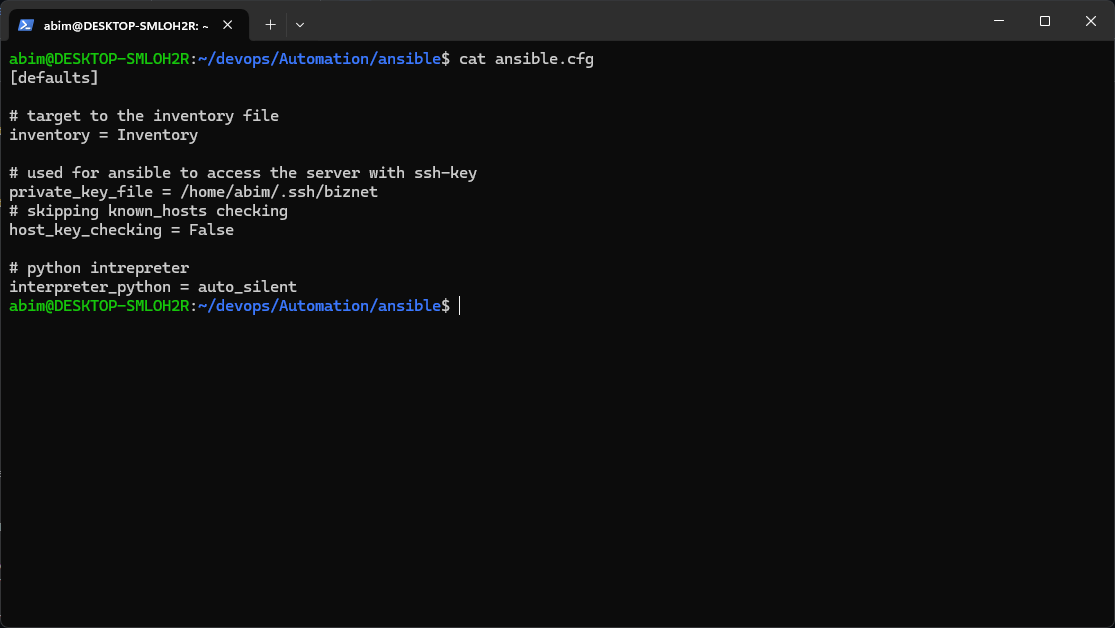 abim@DESKTOP-SMLOH2R: ~
abim@DESKTOP-SMLOH2R:~/devops/Automation/ansible$ cat ansible.cfg
[defaults]
# target to the inventory file
inventory = Inventory
# used for ansible to access the server with ssh-key
private_key_file = /home/abim/.ssh/biznet
# skipping known_hosts checking
host_key_checking = False
# python intrepreter
interpreter_python = auto_silent
abim@DESKTOP-SMLOH2R:~/devops/Automation/ansible$